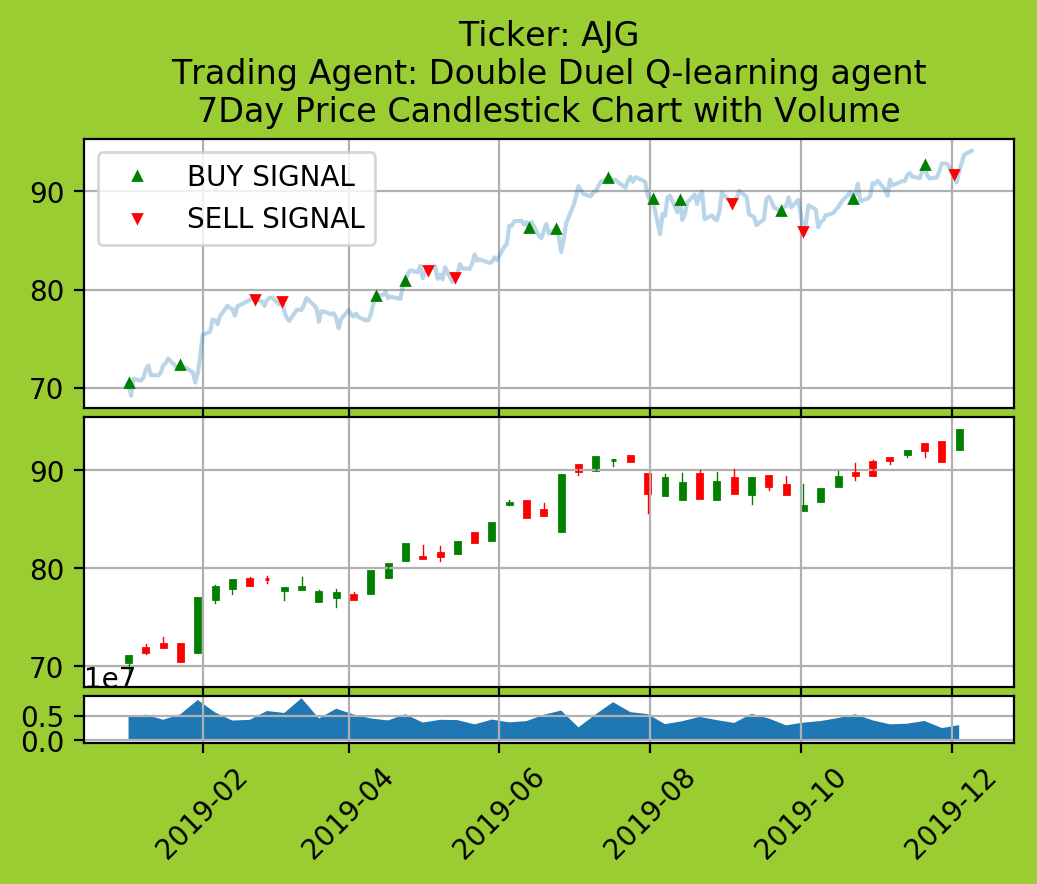 Ticker: AJG
Trading Agent: Double Duel Q-learning agent
7Day Price Candlestick Chart with Volume
BUY SIGNAL
SELL SIGNAL
90
80
70
90
80
70
1e7
0.5
0.0
2019-02
2019-04
2019-06
2019-08
2019-10
2019-12